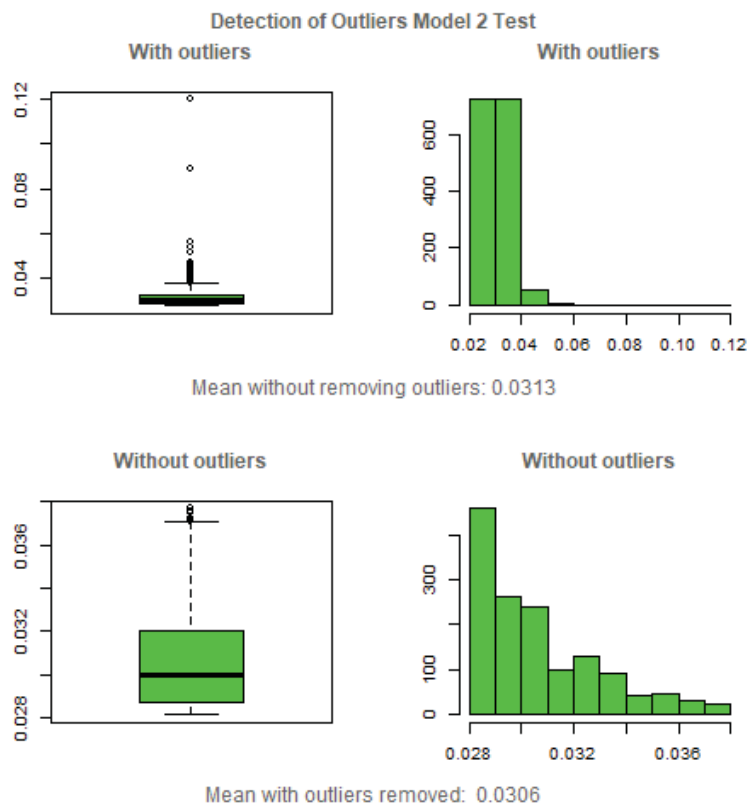 Detection of Outliers Model 2 Test
With outliers
With outliers
0.12
0.08
0.04
600
400
200
0
0.02 0.04 0.06 0.08 0.10 0.12
Mean without removing outliers: 0.0313
Without outliers
Without outliers
0.036
0.032
0.028
300
100
0
0.028 0.032 0.036
Mean with outliers removed: 0.0306